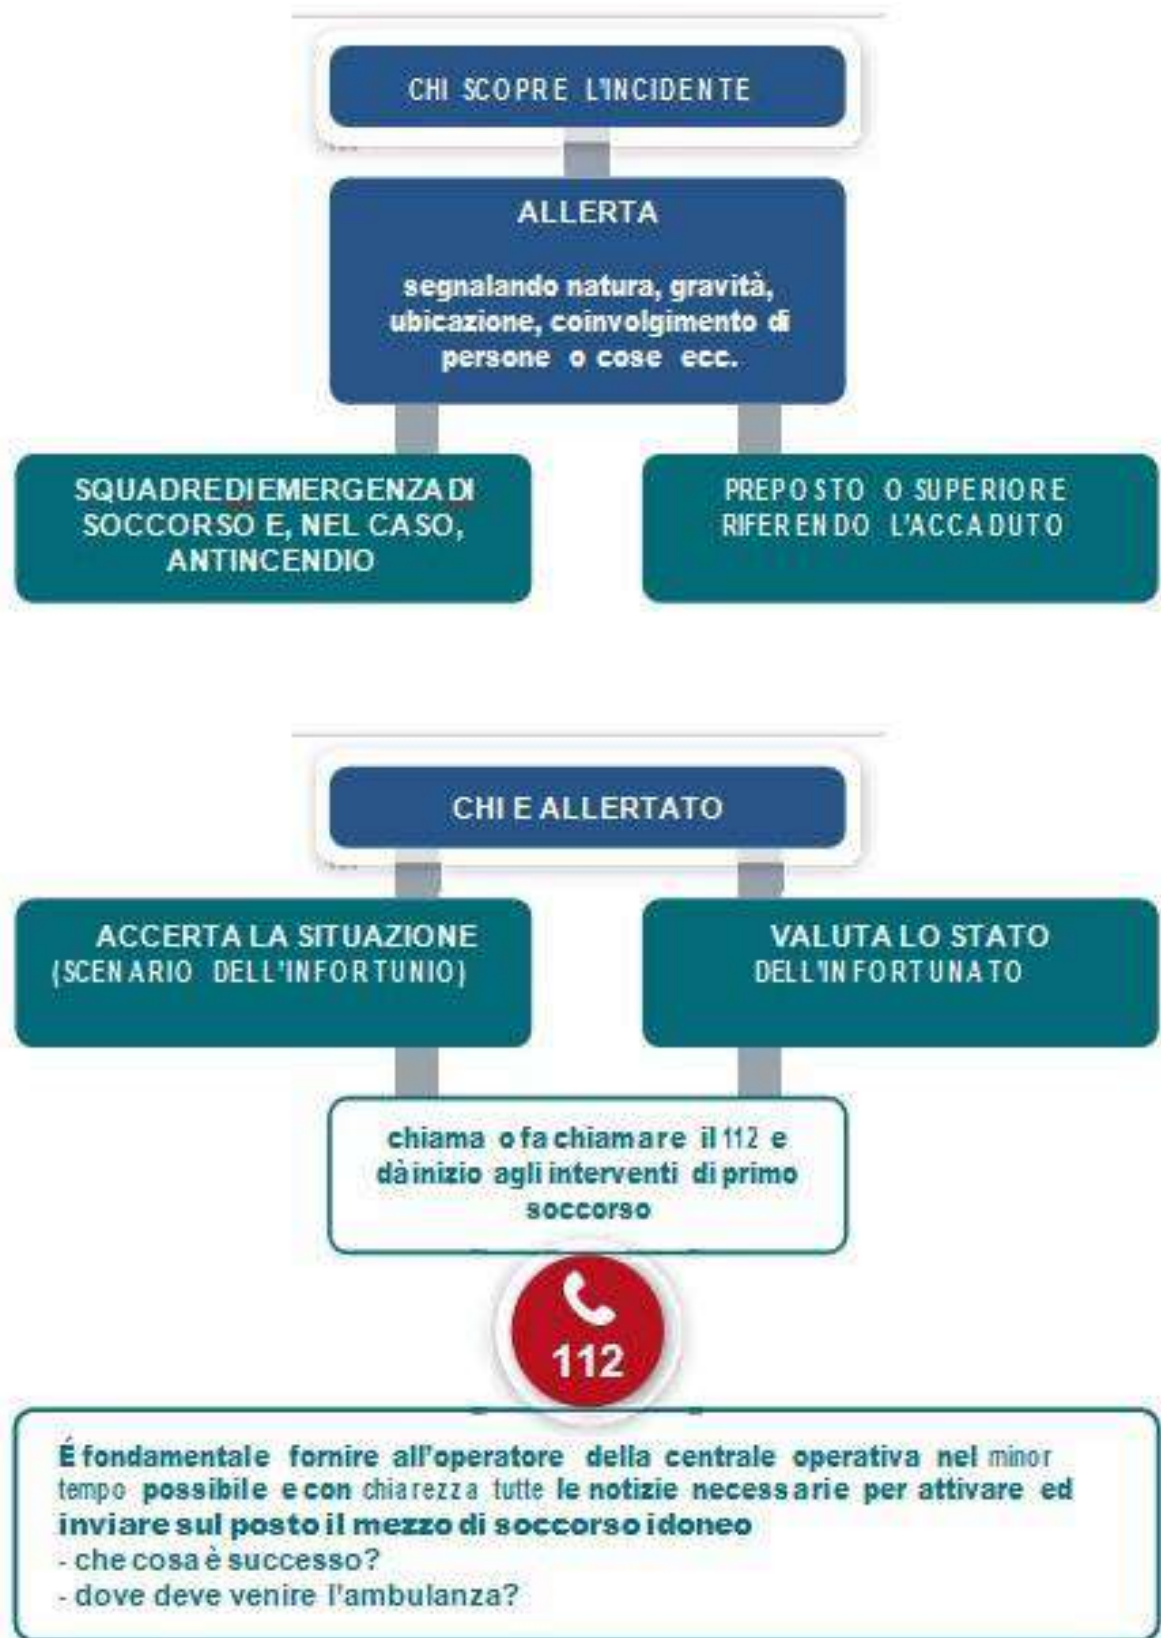 CHI SCOPRE L'INCIDENTE
ALLERTA
segnalando natura, gravità,
ubicazione, coinvolgimento di
persone o cose ecc.
SQUADRE DI EMERGENZA DI
SOCCORSO E, NEL CASO,
ANTINCENDIO
PREPOSTO O SUPERIORE
RIFERENDO L'ACCADUTO
CHI E ALLERTATO
ACCERTA LA SITUAZIONE
(SCENARIO DELL'INFORTUNIO)
VALUTA LO STATO
DELL'INFORTUNATO
chiama o fa chiamare il 112 e
dà inizio agli interventi di primo
soccorso
112
É fondamentale fornire all'operatore della centrale operativa nel minor
tempo possibile e con chiarezza tutte le notizie necessarie per attivare ed
inviare sul posto il mezzo di soccorso idoneo
- che cosa è successo?
- dove deve venire l'ambulanza?